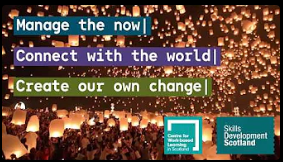 Manage the now|
Connect with the world|
Create our own change|
Centre for
Work-based
Learning
in Scotland
Skills
Development
Scotland